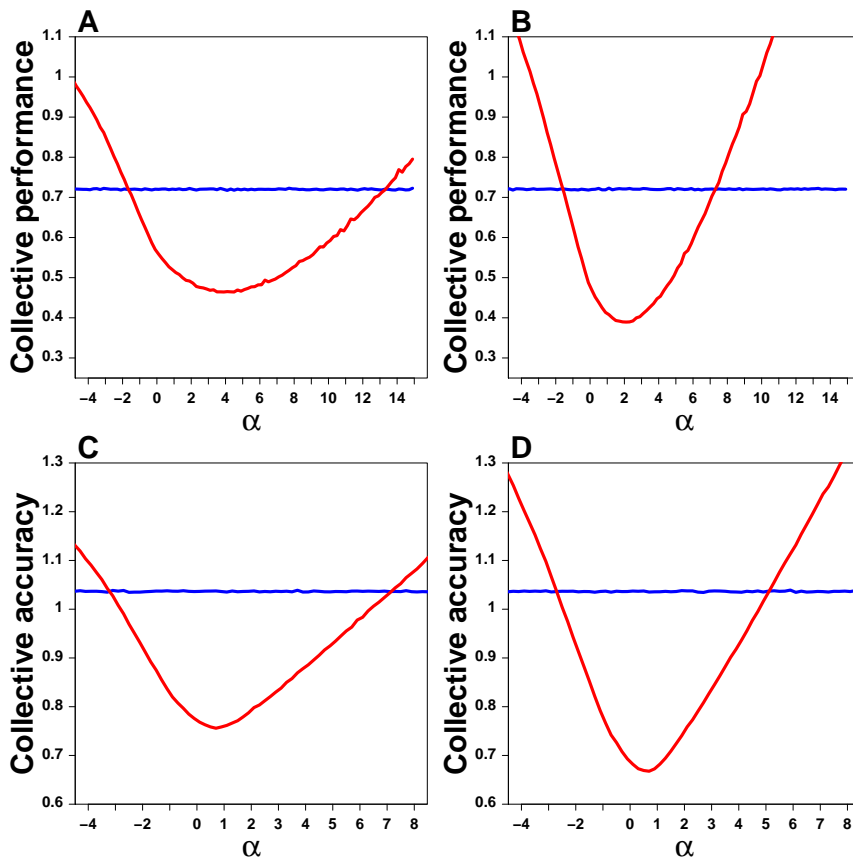 A
Collective performance
1.1
1
0.9
0.8
0.7
0.6
0.5
0.4
0.3
−4 −2 0 2 4 6 8 10 12 14
α
B
Collective performance
1.1
1
0.9
0.8
0.7
0.6
0.5
0.4
0.3
−4 −2 0 2 4 6 8 10 12 14
α
C
Collective accuracy
1.3
1.2
1.1
1
0.9
0.8
0.7
0.6
−4 −2 0 1 2 3 4 5 6 7 8
α
D
Collective accuracy
1.3
1.2
1.1
1
0.9
0.8
0.7
0.6
−4 −2 0 1 2 3 4 5 6 7 8
α